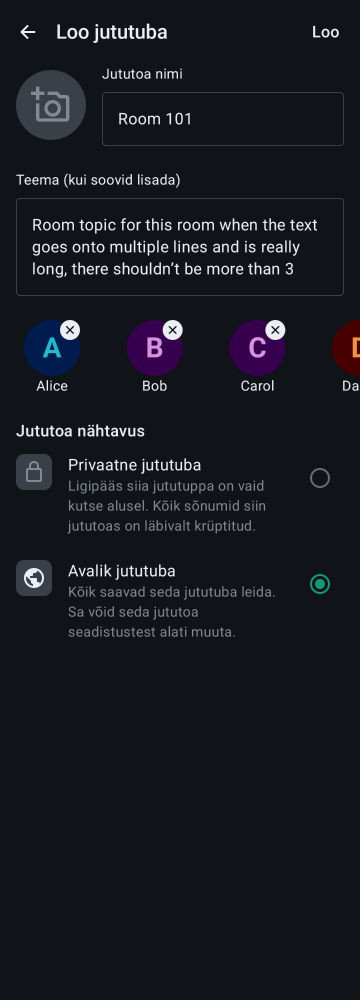 Loo jututuba
Loo
Jututoa nimi
Room 101
Teema (kui soovid lisada)
Room topic for this room when the text
goes onto multiple lines and is really
long, there shouldn’t be more than 3
A
B
C
Alice
Bob
Carol
Da
Jututoa nähtavus
Privaatne jututuba
Ligipääs siia jututuppa on vaid
kutse alusel. Kõik sõnumid siin
jututoas on läbivalt krüptitud.
Avalik jututuba
Kõik saavad seda jututuba leida.
Sa võid seda jututoa
seadistustest alati muuta.